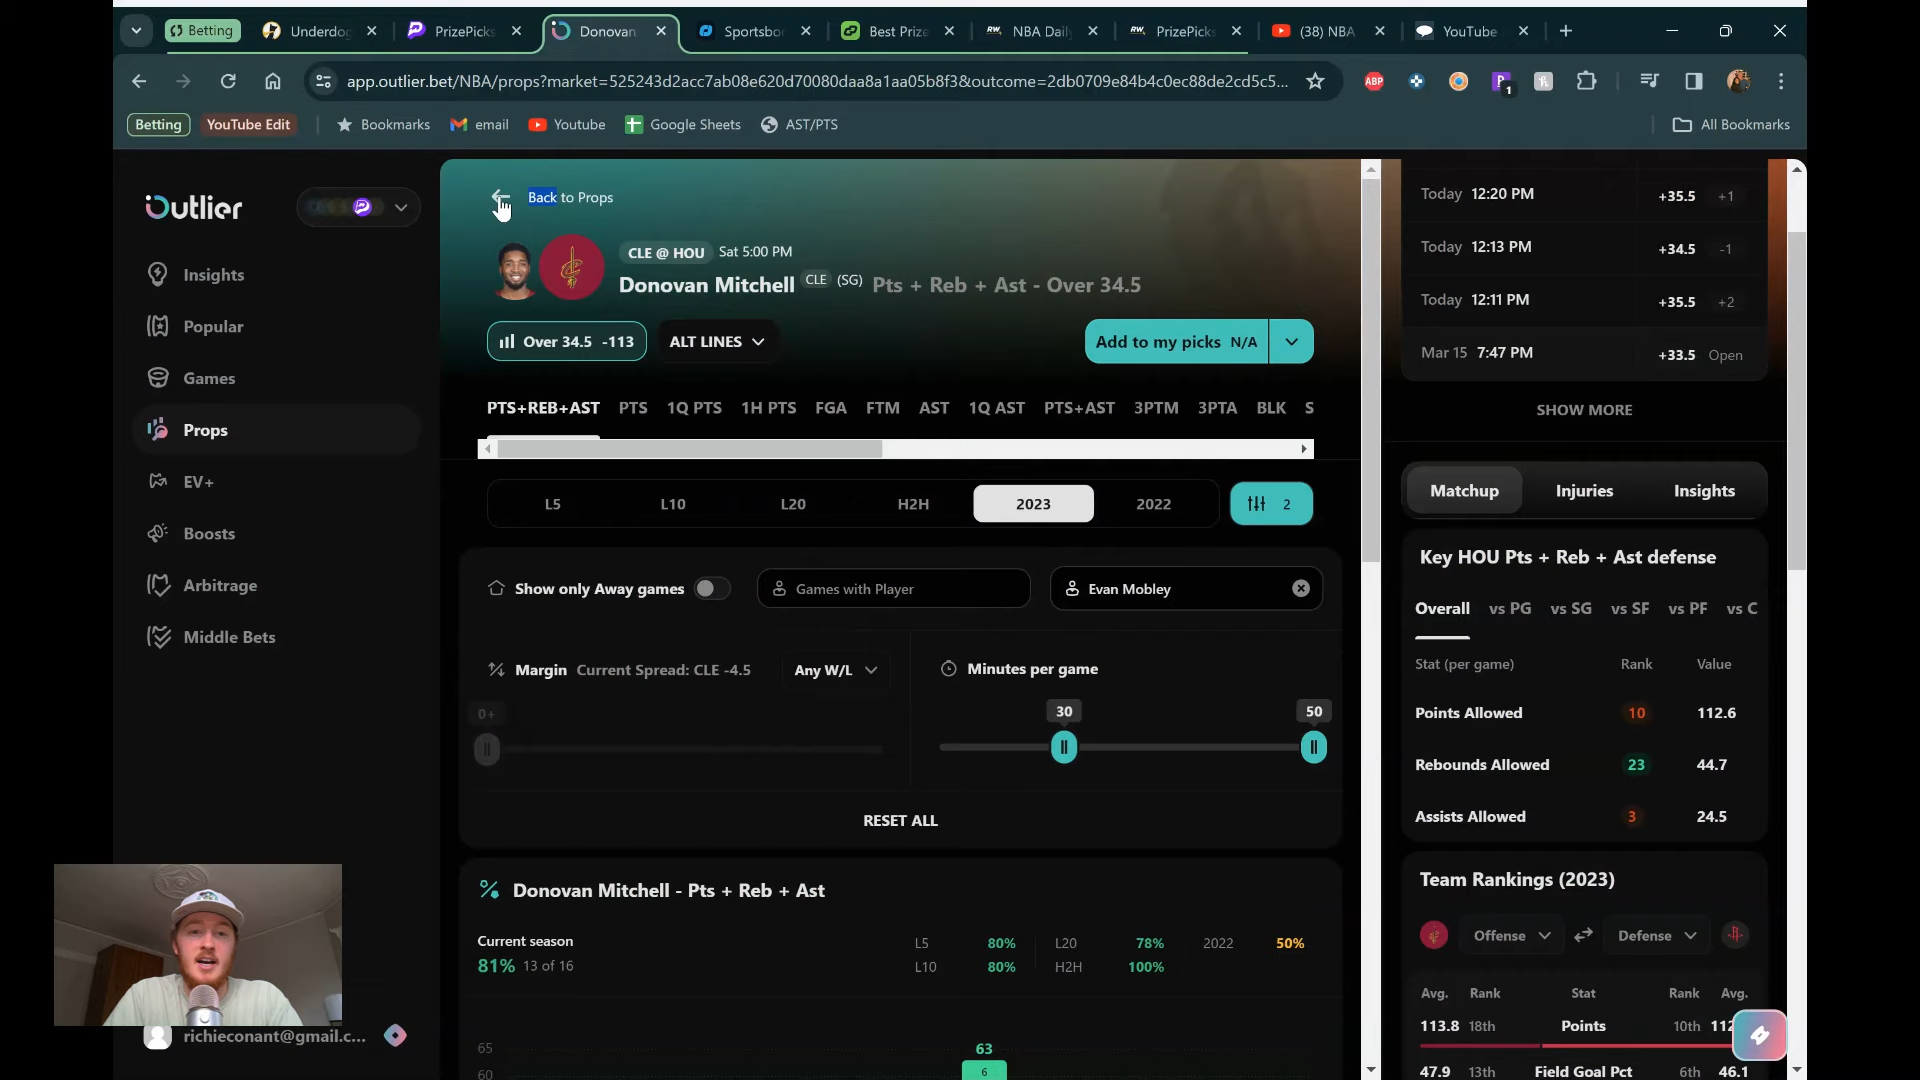 Betting
Underdog
PrizePicks
Donovan
Sportsbo
Best Prize
NBA Daily
PrizePicks
(38) NBA
YouTube
app.outlier.bet/NBA/props?market=525243d2acc7ab08e620d70080daa8a1aa05b8f3&outcome=2db0709e84b4c0ec88de2cd5c5...
ABP
1
Betting
YouTube Edit
Bookmarks
email
Youtube
Google Sheets
AST/PTS
All Bookmarks
Outlier
Insights
Popular
Games
Props
EV+
Boosts
Arbitrage
Middle Bets
richieconant@gmail.c...
Back to Props
CLE @ HOU Sat 5:00 PM
Donovan Mitchell CLE (SG) Pts + Reb + Ast - Over 34.5
Over 34.5 -113
ALT LINES
Add to my picks N/A
PTS+REB+AST PTS 1Q PTS 1H PTS FGA FTM AST 1Q AST PTS+AST 3PTM 3PTA BLK S
L5 L10 L20 H2H 2023 2022 2
Show only Away games
Games with Player
Evan Mobley
Margin Current Spread: CLE -4.5 Any W/L
Minutes per game
0+
30 50
RESET ALL
Donovan Mitchell - Pts + Reb + Ast
Current season
81% 13 of 16
L5 80% L20 78% 2022 50%
L10 80% H2H 100%
65
63
60
6
Today 12:20 PM +35.5 +1
Today 12:13 PM +34.5 -1
Today 12:11 PM +35.5 +2
Mar 15 7:47 PM +33.5 Open
SHOW MORE
Matchup Injuries Insights
Key HOU Pts + Reb + Ast defense
Overall vs PG vs SG vs SF vs PF vs C
Stat (per game) Rank Value
Points Allowed 10 112.6
Rebounds Allowed 23 44.7
Assists Allowed 3 24.5
Team Rankings (2023)
Offense Defense
Avg. Rank Stat Rank Avg.
113.8 18th Points 10th 112
47.9 13th Field Goal Pct 6th 46.1